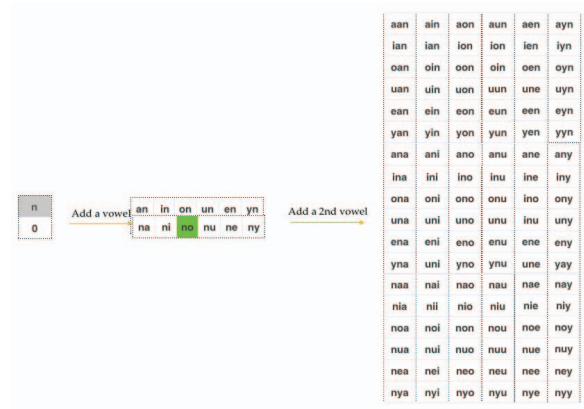 n
0
Add a vowel
an in on un en yn
na ni no nu ne ny
Add a 2nd vowel
aan ain aon aun aen ayn
ian ian ion ion ien iyn
oan oin oon oin oen oyn
uan uin uon uun une uyn
ean ein eon eun een eyn
yan yin yon yun yen yyn
ana ani ano anu ane any
ina ini ino inu ine iny
ona oni ono onu ino ony
una uni uno unu inu uny
ena eni eno enu ene eny
yna uni yno ynu une yay
naa nai nao nau nae nay
nia nii nio niu nie niy
noa noi non nou noe noy
nua nui nuo nuu nue nuy
nea nei neo neu nee ney
nya nyi nyo nyu nye nyy